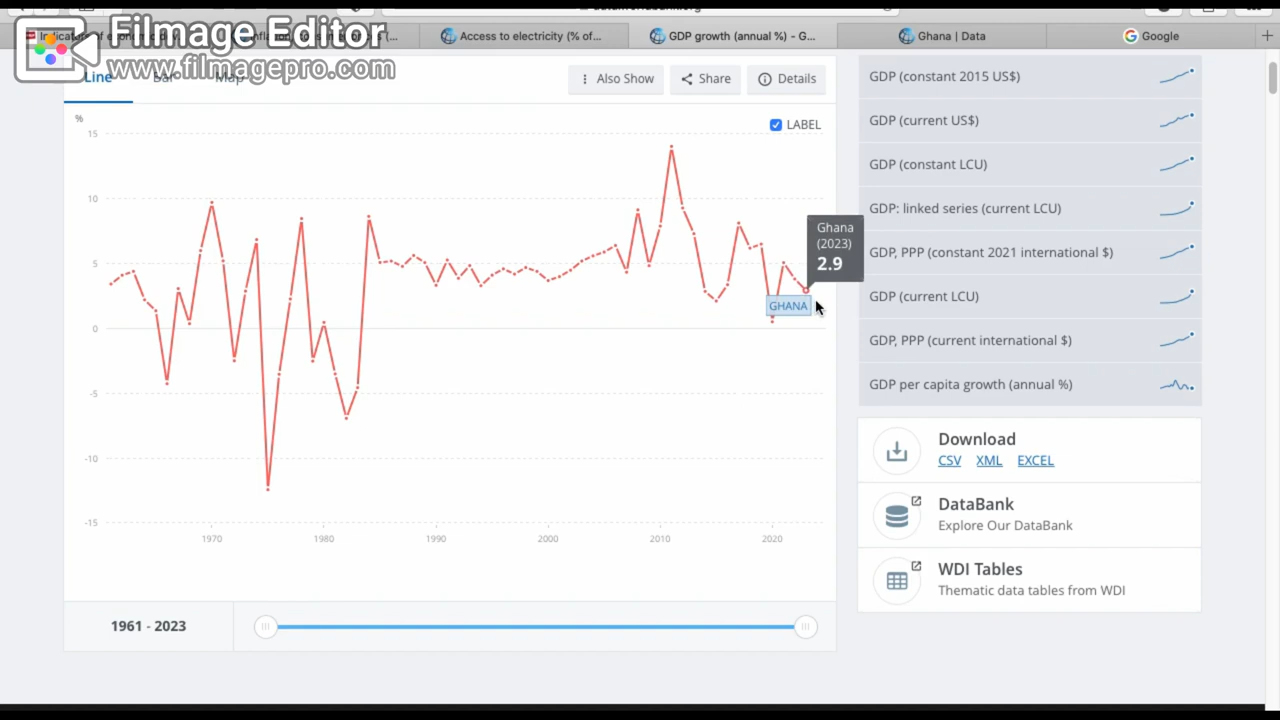 Filmage Editor
www.filmagepro.com
Access to electricity (% of...
GDP growth (annual %) - G...
Ghana | Data
Google
Line
Bar
Map
Also Show
Share
Details
%
LABEL
15
10
5
0
-5
-10
-15
Ghana
(2023)
2.9
GHANA
1970
1980
1990
2000
2010
2020
1961 - 2023
GDP (constant 2015 US$)
GDP (current US$)
GDP (constant LCU)
GDP: linked series (current LCU)
GDP, PPP (constant 2021 international $)
GDP (current LCU)
GDP, PPP (current international $)
GDP per capita growth (annual %)
Download
CSV XML EXCEL
DataBank
Explore Our DataBank
WDI Tables
Thematic data tables from WDI